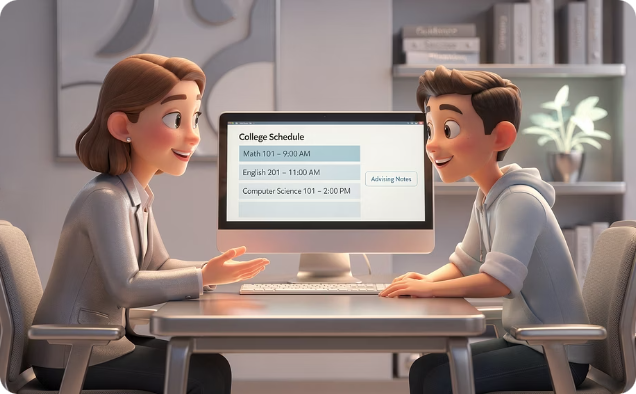 College Schedule
Math 101 – 9:00 AM
English 201 – 11:00 AM
Computer Science 101 – 2:00 PM
Advising Notes